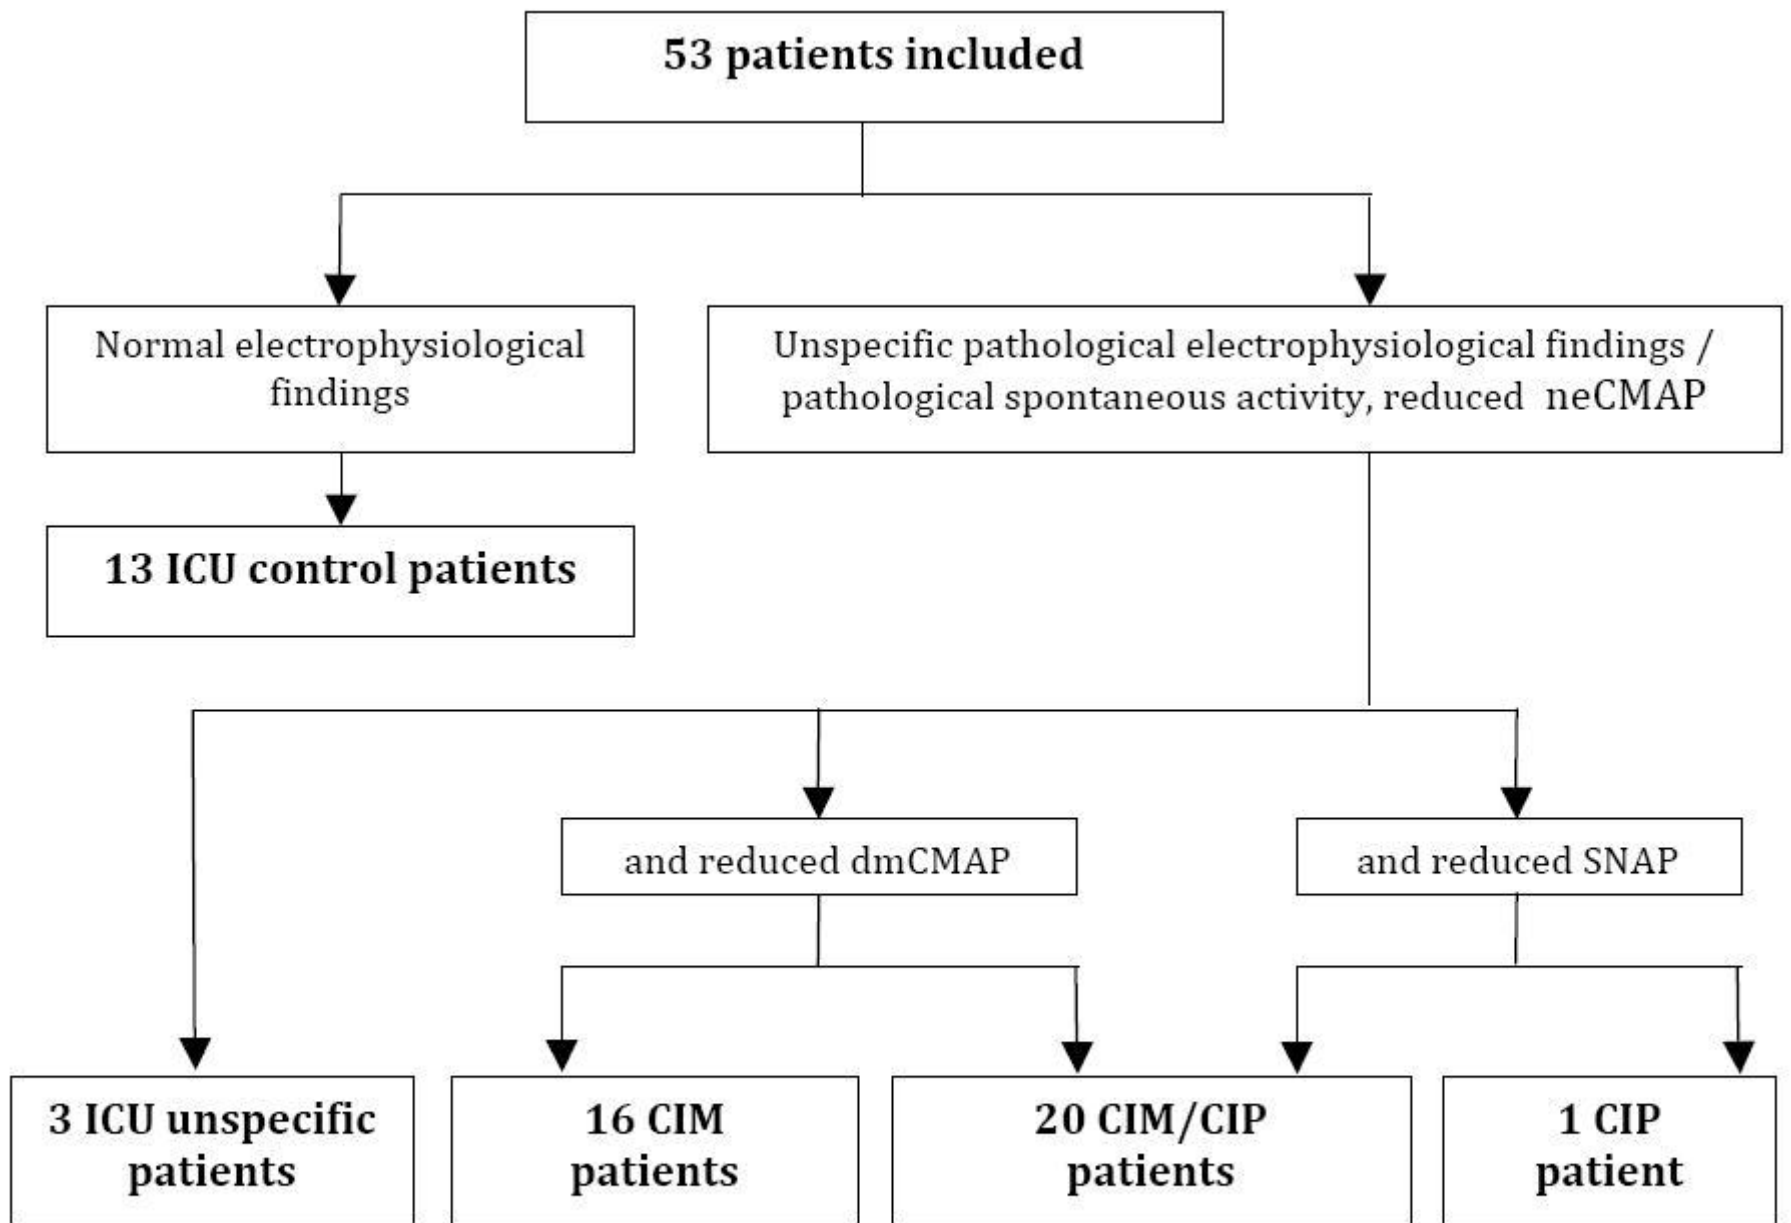 53 patients included
Normal electrophysiological
findings
Unspecific pathological electrophysiological findings /
pathological spontaneous activity, reduced neCMAP
13 ICU control patients
and reduced dmCMAP
and reduced SNAP
3 ICU unspecific
patients
16 CIM
patients
20 CIM/CIP
patients
1 CIP
patient